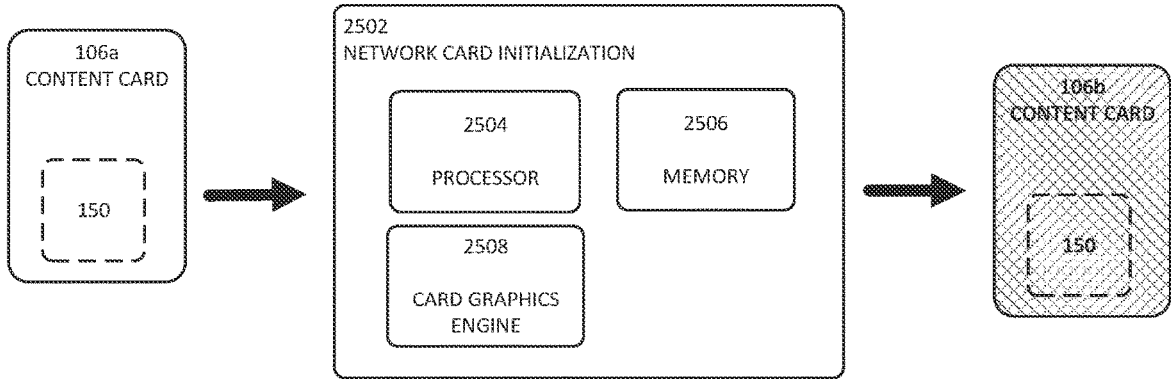 106a
CONTENT CARD
150
2502
NETWORK CARD INITIALIZATION
2504
PROCESSOR
2506
MEMORY
2508
CARD GRAPHICS
ENGINE
106b
CONTENT CARD
150